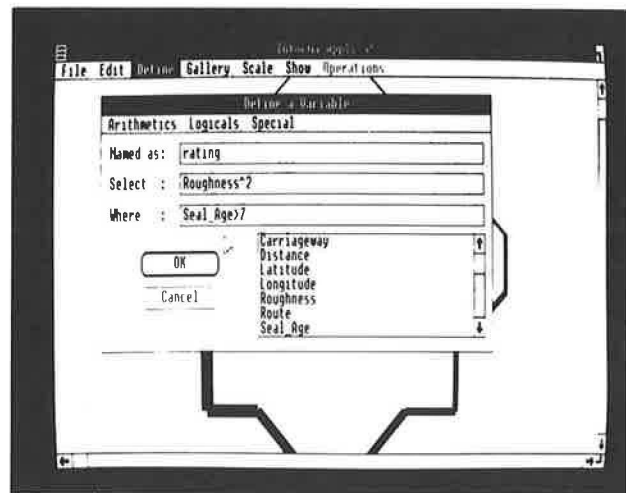 File Edit Define Gallery Scale Show Operations
Define a Variable
Arithmetics Logicals Special
Named as: rating
Select : Roughness^2
Where : Seal_Age>7
Carriageway
Distance
Latitude
Longitude
Roughness
Route
Seal_Age
OK
Cancel